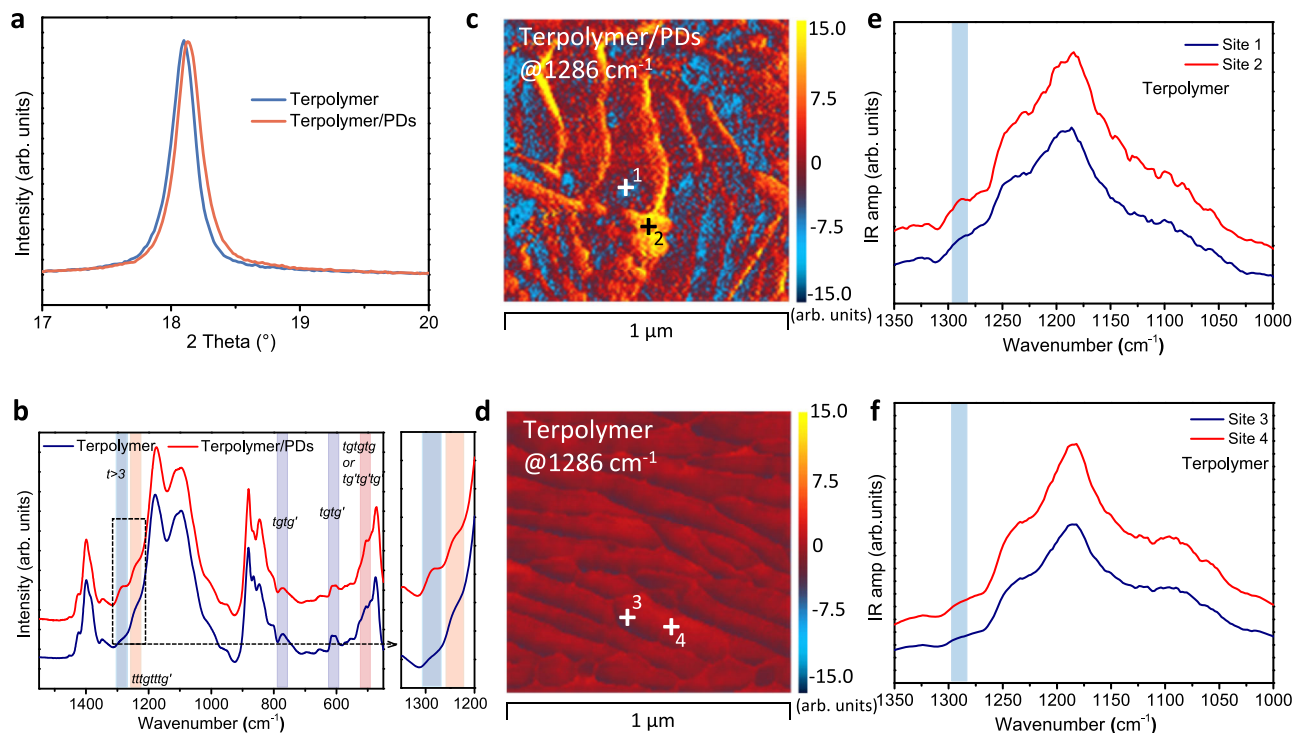 a
Intensity (arb. units)
Terpolymer
Terpolymer/PDs
17 18 19 20
2 Theta (°)
b
Intensity (arb. units)
Terpolymer
Terpolymer/PDs
t>3
tttgtttg'
tgtg'
tgtg'
tgtgtg
or
tg'tg'tg'
1400 1200 1000 800 600
Wavenumber (cm⁻¹)
1300 1200
c
Terpolymer/PDs
@1286 cm⁻¹
1
2
15.0
7.5
0
-7.5
-15.0
(arb. units)
1 μm
d
Terpolymer
@1286 cm⁻¹
3
4
15.0
7.5
0
-7.5
-15.0
(arb. units)
1 μm
e
IR amp (arb. units)
Site 1
Site 2
Terpolymer
1350 1300 1250 1200 1150 1100 1050 1000
Wavenumber (cm⁻¹)
f
IR amp (arb.units)
Site 3
Site 4
Terpolymer
1350 1300 1250 1200 1150 1100 1050 1000
Wavenumber (cm⁻¹)